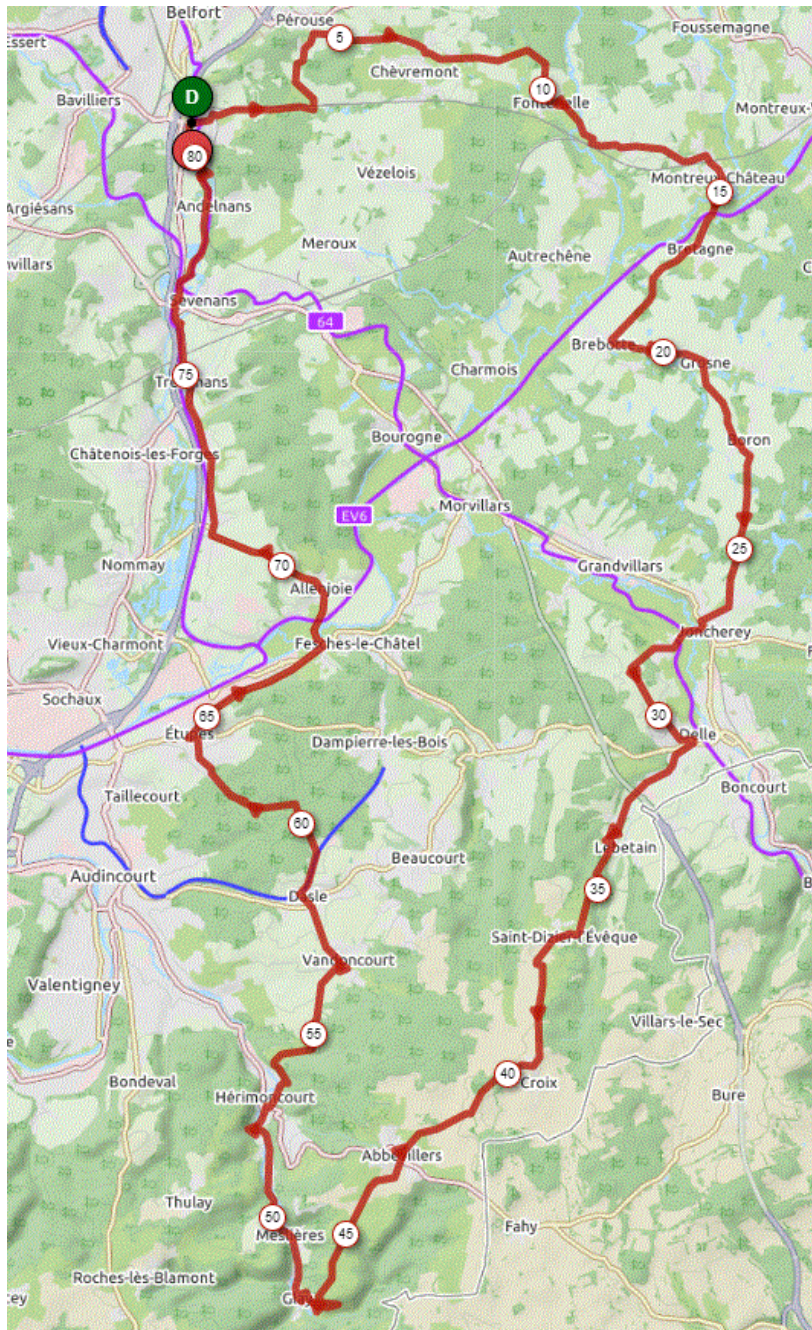 Belfort
Pérouse
Foussemagne
Essert
5
Chèvremont
Bavilliers
D
10
Fontenelle
Montreux-
80
Vézelois
Montreux-Château
15
Argiésans
Andelnans
Meroux
Autrechêne
Bretagne
nvillars
Sevenans
64
Charmois
Brebotte
20
Grosne
75
Trévenans
Bourogne
Boron
Châtenois-les-Forges
EV6
Morvillars
25
Nommay
70
Allenjoie
Grandvillars
Joncherey
Vieux-Charmont
Fesches-le-Châtel
Sochaux
65
30
Étupes
Dampierre-les-Bois
Delle
Taillecourt
Boncourt
60
Audincourt
Beaucourt
Lebetain
Dasle
35
B
Saint-Dizier-l'Évêque
Vandoncourt
Valentigney
Villars-le-Sec
55
Bondeval
40
Croix
Bure
Hérimoncourt
Abbévillers
Thulay
50
Meslières
45
Fahy
Roches-lès-Blamont
Glay
cey